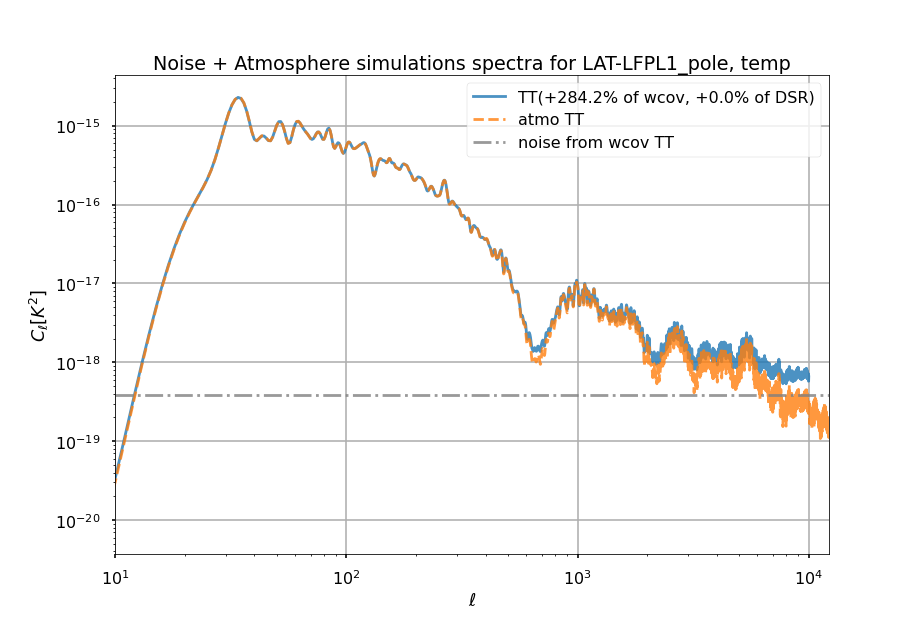 Noise + Atmosphere simulations spectra for LAT-LFPL1_pole, temp
TT(+284.2% of wcov, +0.0% of DSR)
atmo TT
noise from wcov TT
10⁻¹⁵
10⁻¹⁶
10⁻¹⁷
10⁻¹⁸
10⁻¹⁹
10⁻²⁰
C_ℓ[K²]
10¹ 10² 10³ 10⁴
ℓ